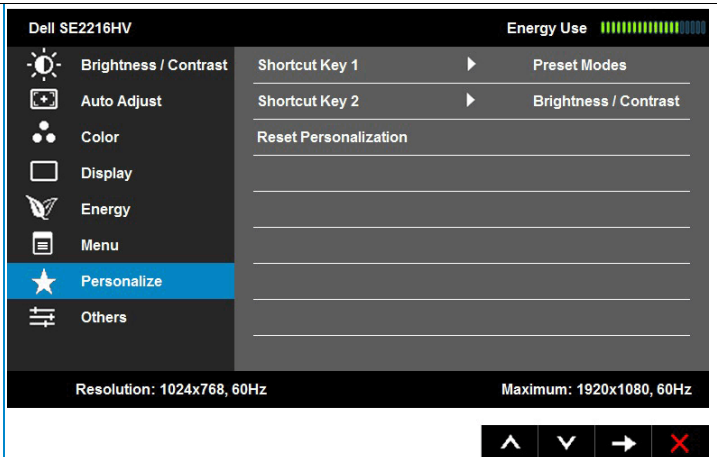 Dell SE2216HV Energy Use
Brightness / Contrast Shortcut Key 1 Preset Modes
Auto Adjust Shortcut Key 2 Brightness / Contrast
Color Reset Personalization
Display
Energy
Menu
Personalize
Others
Resolution: 1024x768, 60Hz Maximum: 1920x1080, 60Hz